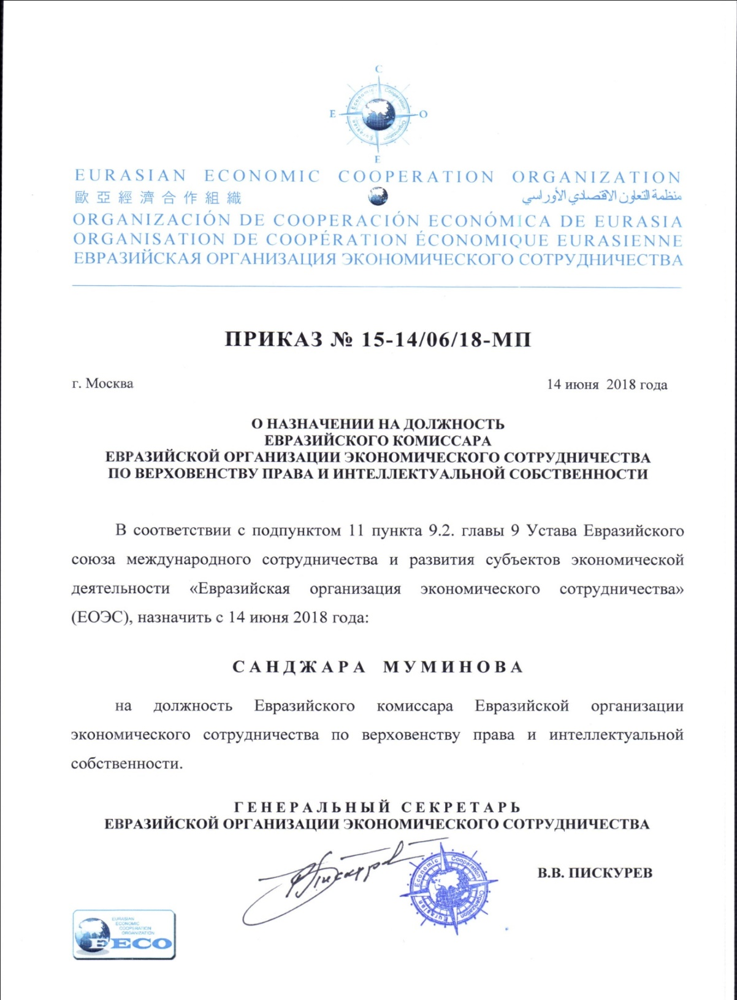 C
E O
E
Eurasian Economic Cooperation Organization
EURASIAN ECONOMIC COOPERATION ORGANIZATION
歐亞經濟合作組織 منظمة التعاون الاقتصادي الأوراسي
ORGANIZACIÓN DE COOPERACIÓN ECONÓMICA DE EURASIA
ORGANISATION DE COOPÉRATION ÉCONOMIQUE EURASIENNE
ЕВРАЗИЙСКАЯ ОРГАНИЗАЦИЯ ЭКОНОМИЧЕСКОГО СОТРУДНИЧЕСТВА
ПРИКАЗ № 15-14/06/18-МП
г. Москва 14 июня 2018 года
О НАЗНАЧЕНИИ НА ДОЛЖНОСТЬ
ЕВРАЗИЙСКОГО КОМИССАРА
ЕВРАЗИЙСКОЙ ОРГАНИЗАЦИИ ЭКОНОМИЧЕСКОГО СОТРУДНИЧЕСТВА
ПО ВЕРХОВЕНСТВУ ПРАВА И ИНТЕЛЛЕКТУАЛЬНОЙ СОБСТВЕННОСТИ
В соответствии с подпунктом 11 пункта 9.2. главы 9 Устава Евразийского
союза международного сотрудничества и развития субъектов экономической
деятельности «Евразийская организация экономического сотрудничества»
(ЕОЭС), назначить с 14 июня 2018 года:
САНДЖАРА МУМИНОВА
на должность Евразийского комиссара Евразийской организации
экономического сотрудничества по верховенству права и интеллектуальной
собственности.
ГЕНЕРАЛЬНЫЙ СЕКРЕТАРЬ
ЕВРАЗИЙСКОЙ ОРГАНИЗАЦИИ ЭКОНОМИЧЕСКОГО СОТРУДНИЧЕСТВА
Eurasian Economic Cooperation Organization
В.В. ПИСКУРЕВ
EURASIAN
ECONOMIC
COOPERATION
ORGANIZATION
EECO